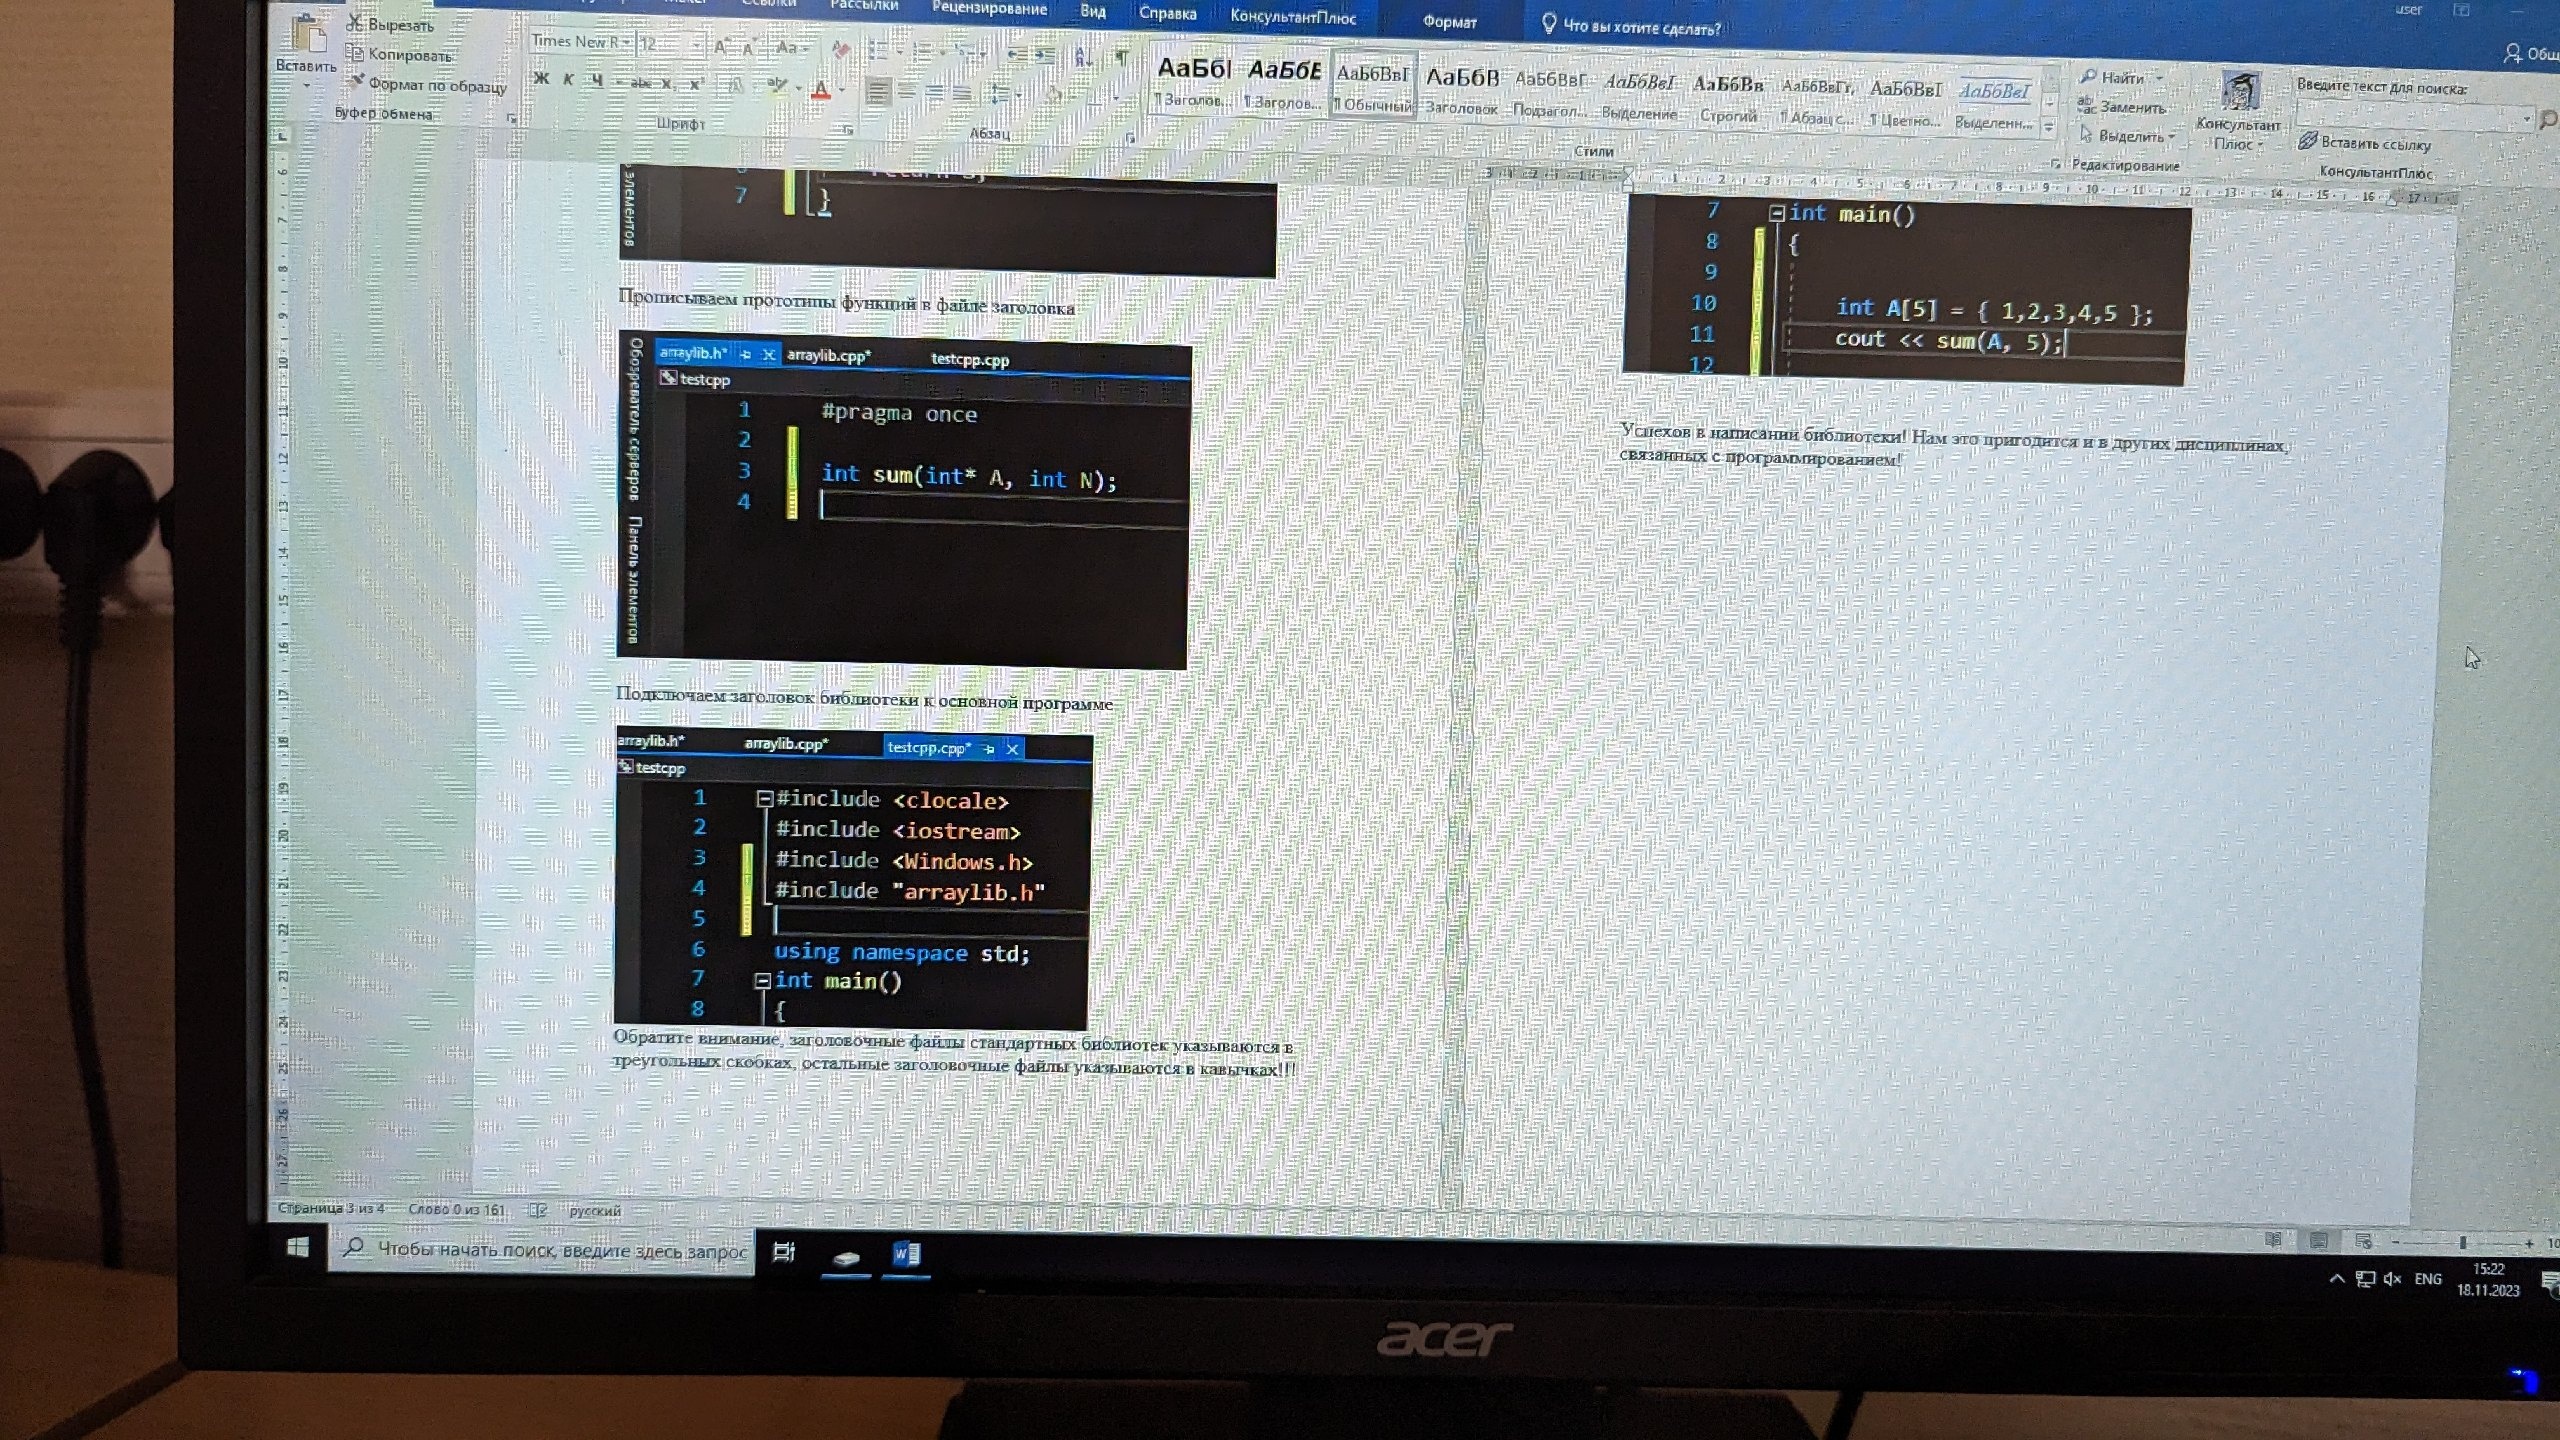 Рассылки Рецензирование Вид Справка КонсультантПлюс Формат Что вы хотите сделать? user
Вырезать
Копировать
Формат по образцу
Вставить
Буфер обмена
Times New R 12
Ж К Ч
Шрифт
Абзац
АаБбІ АаБбЕ АаБбВвІ АаБбВ АаБбВвГ АаБбВвІ АаБбВв АаБбВвГг, АаБбВвІ АаБбВвІ
¶ Заголов... ¶ Заголов... ¶ Обычный Заголовок Подзагол... Выделение Строгий ¶ Абзац с... ¶ Цветно... Выделенн...
Стили
Найти
Заменить
Выделить
Редактирование
Консультант
Плюс
Введите текст для поиска:
Вставить ссылку
КонсультантПлюс
элементов
7 }
Прописываем прототипы функций в файле заголовка
Обозреватель серверов Панель элементов
arraylib.h* arraylib.cpp* testcpp.cpp
testcpp
1 #pragma once
2
3 int sum(int* A, int N);
4
Подключаем заголовок библиотеки к основной программе
arraylib.h* arraylib.cpp* testcpp.cpp*
testcpp
1 #include <clocale>
2 #include <iostream>
3 #include <Windows.h>
4 #include "arraylib.h"
5
6 using namespace std;
7 int main()
8 {
Обратите внимание, заголовочные файлы стандартных библиотек указываются в
треугольных скобках, остальные заголовочные файлы указываются в кавычках!!!
7 int main()
8 {
9
10 int A[5] = { 1,2,3,4,5 };
11 cout << sum(A, 5);
12
Успехов в написании библиотеки! Нам это пригодится и в других дисциплинах,
связанных с программированием!
Страница 3 из 4 Слово 0 из 161 русский
Чтобы начать поиск, введите здесь запрос
ENG
15:22
18.11.2023
acer